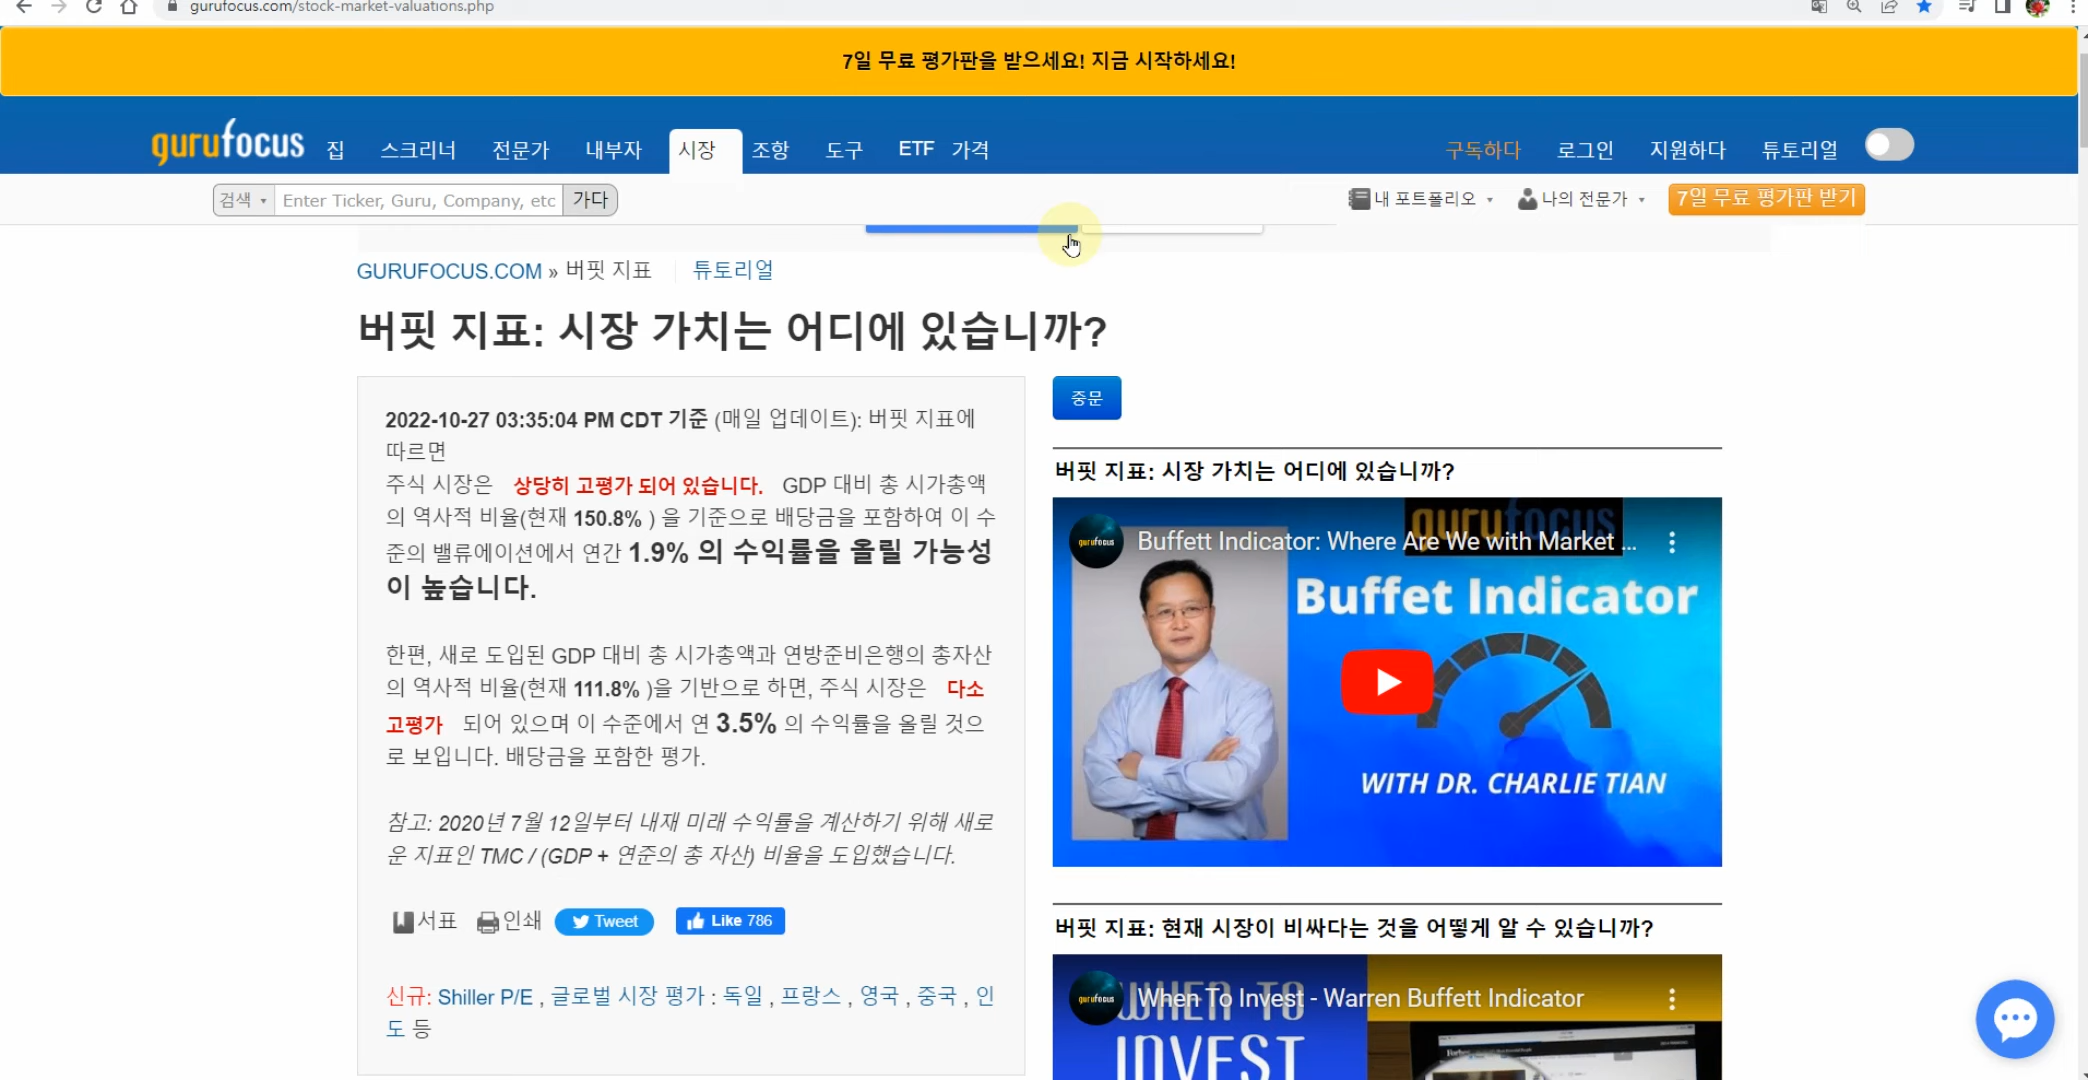 gurufocus.com/stock-market-valuations.php
7일 무료 평가판을 받으세요! 지금 시작하세요!
gurufocus 집 스크리너 전문가 내부자 시장 조항 도구 ETF 가격 구독하다 로그인 지원하다 튜토리얼
검색 Enter Ticker, Guru, Company, etc 가다 내 포트폴리오 나의 전문가 7일 무료 평가판 받기
GURUFOCUS.COM » 버핏 지표 튜토리얼
버핏 지표: 시장 가치는 어디에 있습니까?
2022-10-27 03:35:04 PM CDT 기준 (매일 업데이트): 버핏 지표에
따르면
주식 시장은 상당히 고평가 되어 있습니다. GDP 대비 총 시가총액
의 역사적 비율(현재 150.8% ) 을 기준으로 배당금을 포함하여 이 수
준의 밸류에이션에서 연간 1.9% 의 수익률을 올릴 가능성
이 높습니다.
한편, 새로 도입된 GDP 대비 총 시가총액과 연방준비은행의 총자산
의 역사적 비율(현재 111.8% )을 기반으로 하면, 주식 시장은 다소
고평가 되어 있으며 이 수준에서 연 3.5% 의 수익률을 올릴 것으
로 보입니다. 배당금을 포함한 평가.
참고: 2020년 7월 12일부터 내재 미래 수익률을 계산하기 위해 새로
운 지표인 TMC / (GDP + 연준의 총 자산) 비율을 도입했습니다.
서표 인쇄 Tweet Like 786
신규: Shiller P/E , 글로벌 시장 평가 : 독일 , 프랑스 , 영국 , 중국 , 인
도 등
중문
버핏 지표: 시장 가치는 어디에 있습니까?
gurufocus
gurufocus Buffett Indicator: Where Are We with Market ...
Buffet Indicator
WITH DR. CHARLIE TIAN
버핏 지표: 현재 시장이 비싸다는 것을 어떻게 알 수 있습니까?
gurufocus When To Invest - Warren Buffett Indicator
WHEN TO
INVEST